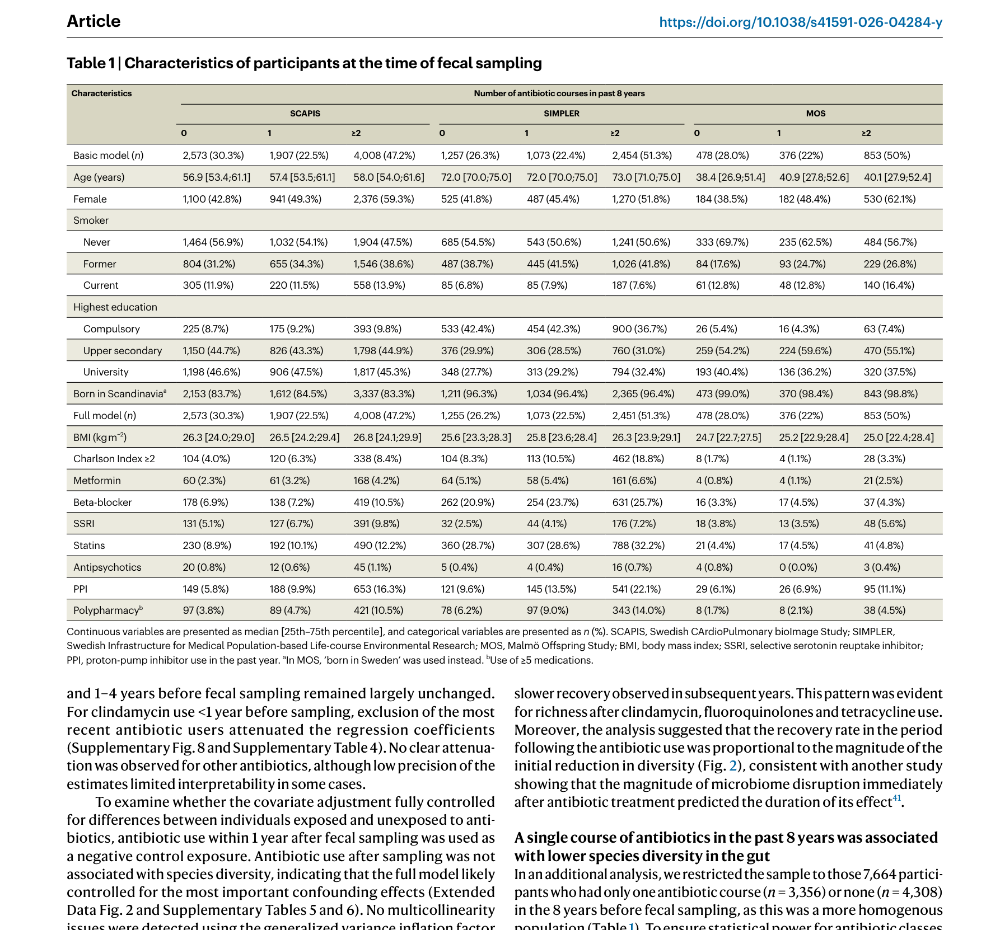 Article
https://doi.org/10.1038/s41591-026-04284-y
Table 1 | Characteristics of participants at the time of fecal sampling
Characteristics Number of antibiotic courses in past 8 years
SCAPIS SIMPLER MOS
0 1 ≥2 0 1 ≥2 0 1 ≥2
Basic model (n) 2,573 (30.3%) 1,907 (22.5%) 4,008 (47.2%) 1,257 (26.3%) 1,073 (22.4%) 2,454 (51.3%) 478 (28.0%) 376 (22%) 853 (50%)
Age (years) 56.9 [53.4;61.1] 57.4 [53.5;61.1] 58.0 [54.0;61.6] 72.0 [70.0;75.0] 72.0 [70.0;75.0] 73.0 [71.0;75.0] 38.4 [26.9;51.4] 40.9 [27.8;52.6] 40.1 [27.9;52.4]
Female 1,100 (42.8%) 941 (49.3%) 2,376 (59.3%) 525 (41.8%) 487 (45.4%) 1,270 (51.8%) 184 (38.5%) 182 (48.4%) 530 (62.1%)
Smoker
Never 1,464 (56.9%) 1,032 (54.1%) 1,904 (47.5%) 685 (54.5%) 543 (50.6%) 1,241 (50.6%) 333 (69.7%) 235 (62.5%) 484 (56.7%)
Former 804 (31.2%) 655 (34.3%) 1,546 (38.6%) 487 (38.7%) 445 (41.5%) 1,026 (41.8%) 84 (17.6%) 93 (24.7%) 229 (26.8%)
Current 305 (11.9%) 220 (11.5%) 558 (13.9%) 85 (6.8%) 85 (7.9%) 187 (7.6%) 61 (12.8%) 48 (12.8%) 140 (16.4%)
Highest education
Compulsory 225 (8.7%) 175 (9.2%) 393 (9.8%) 533 (42.4%) 454 (42.3%) 900 (36.7%) 26 (5.4%) 16 (4.3%) 63 (7.4%)
Upper secondary 1,150 (44.7%) 826 (43.3%) 1,798 (44.9%) 376 (29.9%) 306 (28.5%) 760 (31.0%) 259 (54.2%) 224 (59.6%) 470 (55.1%)
University 1,198 (46.6%) 906 (47.5%) 1,817 (45.3%) 348 (27.7%) 313 (29.2%) 794 (32.4%) 193 (40.4%) 136 (36.2%) 320 (37.5%)
Born in Scandinaviaᵃ 2,153 (83.7%) 1,612 (84.5%) 3,337 (83.3%) 1,211 (96.3%) 1,034 (96.4%) 2,365 (96.4%) 473 (99.0%) 370 (98.4%) 843 (98.8%)
Full model (n) 2,573 (30.3%) 1,907 (22.5%) 4,008 (47.2%) 1,255 (26.2%) 1,073 (22.5%) 2,451 (51.3%) 478 (28.0%) 376 (22%) 853 (50%)
BMI (kg m⁻²) 26.3 [24.0;29.0] 26.5 [24.2;29.4] 26.8 [24.1;29.9] 25.6 [23.3;28.3] 25.8 [23.6;28.4] 26.3 [23.9;29.1] 24.7 [22.7;27.5] 25.2 [22.9;28.4] 25.0 [22.4;28.4]
Charlson Index ≥2 104 (4.0%) 120 (6.3%) 338 (8.4%) 104 (8.3%) 113 (10.5%) 462 (18.8%) 8 (1.7%) 4 (1.1%) 28 (3.3%)
Metformin 60 (2.3%) 61 (3.2%) 168 (4.2%) 64 (5.1%) 58 (5.4%) 161 (6.6%) 4 (0.8%) 4 (1.1%) 21 (2.5%)
Beta-blocker 178 (6.9%) 138 (7.2%) 419 (10.5%) 262 (20.9%) 254 (23.7%) 631 (25.7%) 16 (3.3%) 17 (4.5%) 37 (4.3%)
SSRI 131 (5.1%) 127 (6.7%) 391 (9.8%) 32 (2.5%) 44 (4.1%) 176 (7.2%) 18 (3.8%) 13 (3.5%) 48 (5.6%)
Statins 230 (8.9%) 192 (10.1%) 490 (12.2%) 360 (28.7%) 307 (28.6%) 788 (32.2%) 21 (4.4%) 17 (4.5%) 41 (4.8%)
Antipsychotics 20 (0.8%) 12 (0.6%) 45 (1.1%) 5 (0.4%) 4 (0.4%) 16 (0.7%) 4 (0.8%) 0 (0.0%) 3 (0.4%)
PPI 149 (5.8%) 188 (9.9%) 653 (16.3%) 121 (9.6%) 145 (13.5%) 541 (22.1%) 29 (6.1%) 26 (6.9%) 95 (11.1%)
Polypharmacyᵇ 97 (3.8%) 89 (4.7%) 421 (10.5%) 78 (6.2%) 97 (9.0%) 343 (14.0%) 8 (1.7%) 8 (2.1%) 38 (4.5%)
Continuous variables are presented as median [25th–75th percentile], and categorical variables are presented as n (%). SCAPIS, Swedish CArdioPulmonary bioImage Study; SIMPLER,
Swedish Infrastructure for Medical Population-based Life-course Environmental Research; MOS, Malmö Offspring Study; BMI, body mass index; SSRI, selective serotonin reuptake inhibitor;
PPI, proton-pump inhibitor use in the past year. ᵃIn MOS, ‘born in Sweden’ was used instead. ᵇUse of ≥5 medications.
and 1–4 years before fecal sampling remained largely unchanged.
For clindamycin use <1 year before sampling, exclusion of the most
recent antibiotic users attenuated the regression coefficients
(Supplementary Fig. 8 and Supplementary Table 4). No clear attenua-
tion was observed for other antibiotics, although low precision of the
estimates limited interpretability in some cases.
To examine whether the covariate adjustment fully controlled
for differences between individuals exposed and unexposed to anti-
biotics, antibiotic use within 1 year after fecal sampling was used as
a negative control exposure. Antibiotic use after sampling was not
associated with species diversity, indicating that the full model likely
controlled for the most important confounding effects (Extended
Data Fig. 2 and Supplementary Tables 5 and 6). No multicollinearity
issues were detected using the generalized variance inflation factor
slower recovery observed in subsequent years. This pattern was evident
for richness after clindamycin, fluoroquinolones and tetracycline use.
Moreover, the analysis suggested that the recovery rate in the period
following the antibiotic use was proportional to the magnitude of the
initial reduction in diversity (Fig. 2), consistent with another study
showing that the magnitude of microbiome disruption immediately
after antibiotic treatment predicted the duration of its effect⁴¹.
A single course of antibiotics in the past 8 years was associated
with lower species diversity in the gut
In an additional analysis, we restricted the sample to those 7,664 partici-
pants who had only one antibiotic course (n = 3,356) or none (n = 4,308)
in the 8 years before fecal sampling, as this was a more homogenous
population (Table 1). To ensure statistical power for antibiotic classes